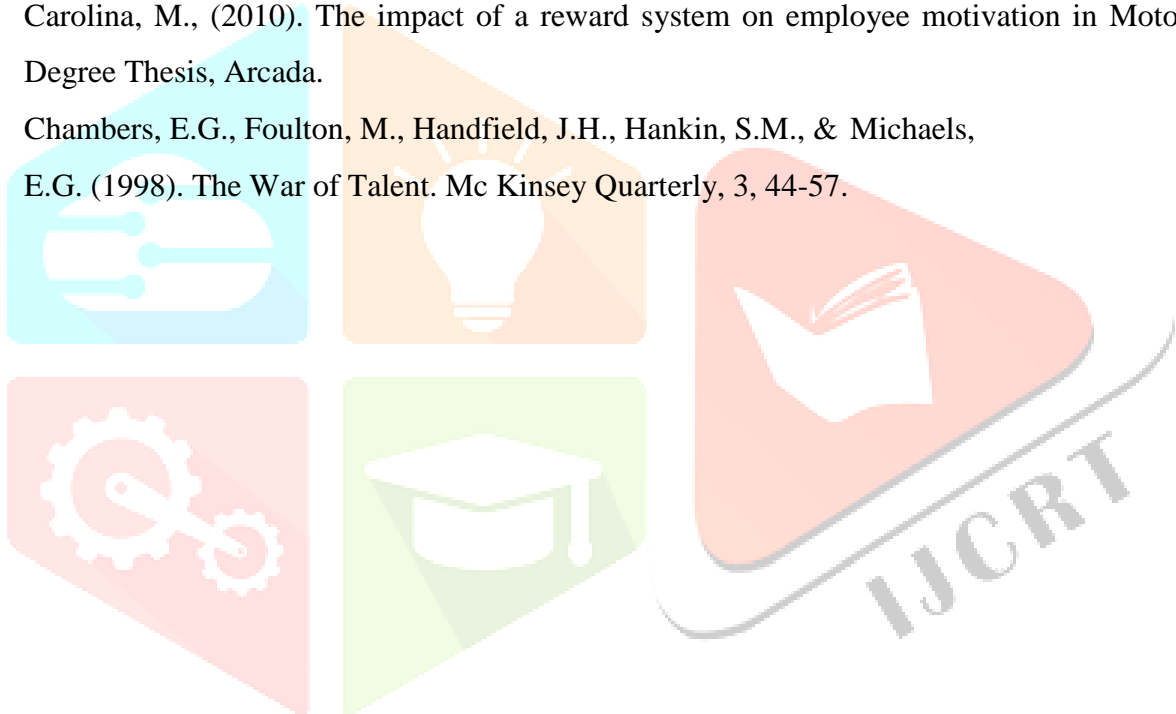 Carolina, M., (2010). The impact of a reward system on employee motivation in Moto
Degree Thesis, Arcada.
Chambers, E.G., Foulton, M., Handfield, J.H., Hankin, S.M., & Michaels,
E.G. (1998). The War of Talent. Mc Kinsey Quarterly, 3, 44-57.
IJCRT